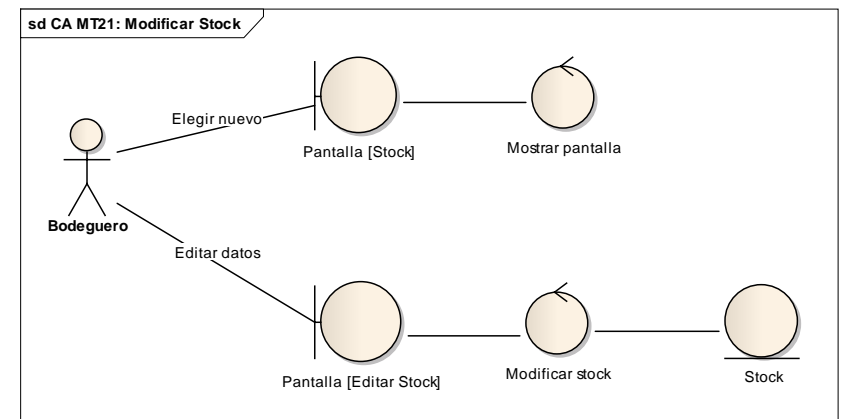 sd CA MT21: Modificar Stock
Elegir nuevo
Pantalla [Stock]
Mostrar pantalla
Bodeguero
Editar datos
Pantalla [Editar Stock]
Modificar stock
Stock